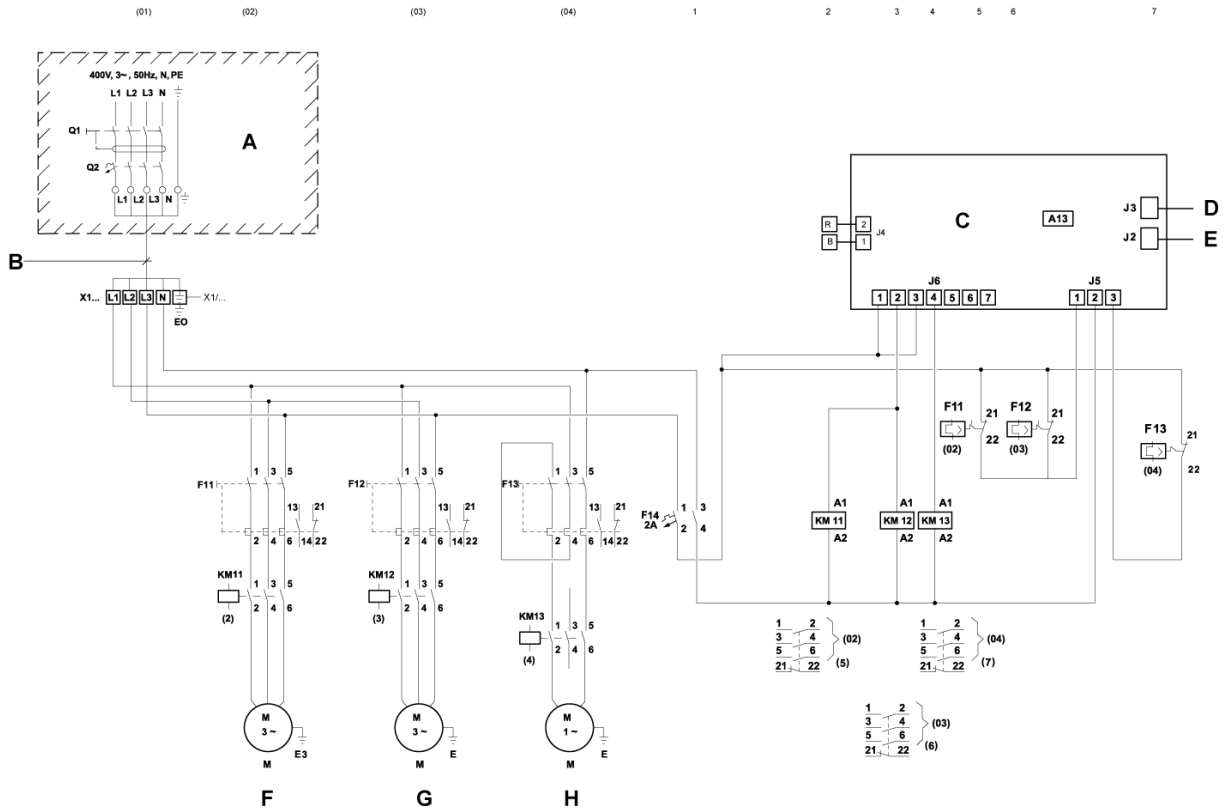 (01) (02) (03) (04) 1 2 3 4 5 6 7
400V, 3~ , 50Hz, N, PE
L1 L2 L3 N
Q1
A
Q2
L1 L2 L3 N
B
X1... L1 L2 L3 N X1/...
EO
C
A13
J3 D
J2 E
R 2
B 1
J4
J6
1 2 3 4 5 6 7
J5
1 2 3
F11
21
22
(02)
F12
21
22
(03)
F13
21
22
(04)
F11
1 3 5
13 21
2 4 6 14 22
F12
1 3 5
13 21
2 4 6 14 22
F13
1 3 5
13 21
2 4 6 14 22
F14
2A
1 3
2 4
A1
KM 11
A2
A1
KM 12
A2
A1
KM 13
A2
KM11
1 3 5
2 4 6
(2)
KM12
1 3 5
2 4 6
(3)
KM13
1 3 5
2 4 6
(4)
1 2
3 4
5 6
21 22
(02)
(5)
1 2
3 4
5 6
21 22
(04)
(7)
1 2
3 4
5 6
21 22
(03)
(6)
M
3 ~
E3
M
M
3 ~
E
M
M
1 ~
E
M
F G H